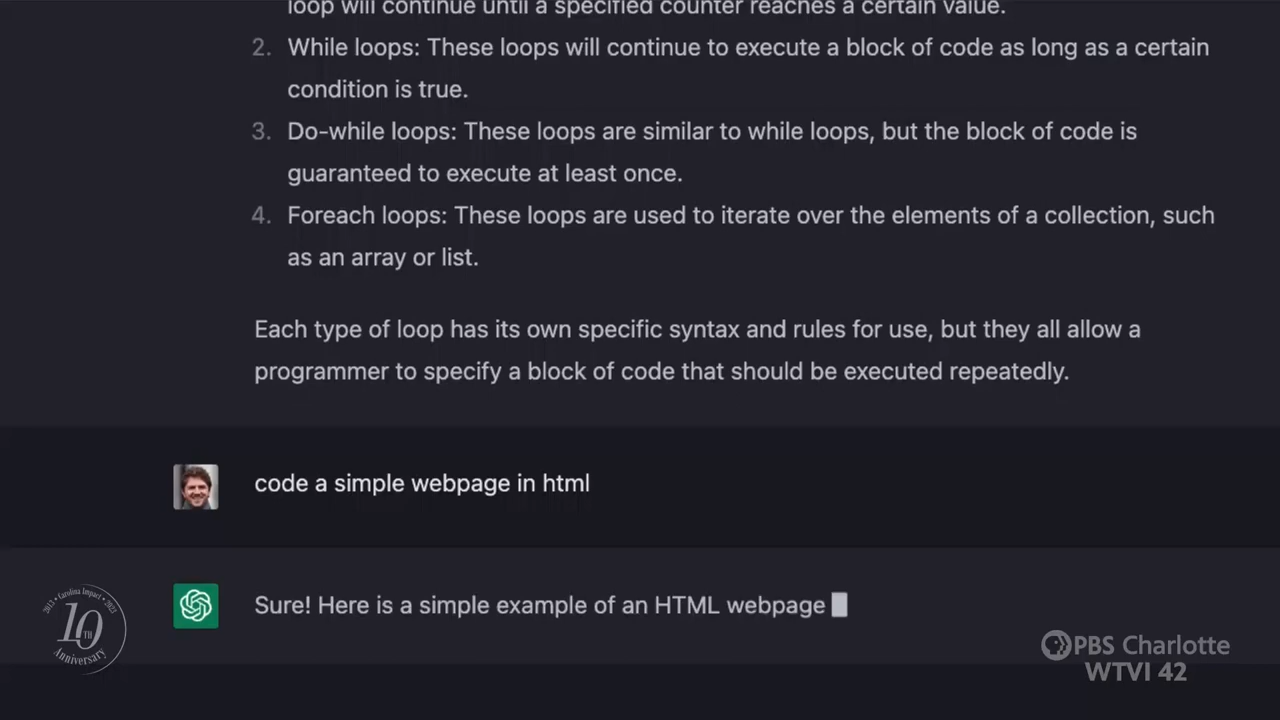 loop will continue until a specified counter reaches a certain value.
2. While loops: These loops will continue to execute a block of code as long as a certain
condition is true.
3. Do-while loops: These loops are similar to while loops, but the block of code is
guaranteed to execute at least once.
4. Foreach loops: These loops are used to iterate over the elements of a collection, such
as an array or list.
Each type of loop has its own specific syntax and rules for use, but they all allow a
programmer to specify a block of code that should be executed repeatedly.
code a simple webpage in html
Sure! Here is a simple example of an HTML webpage
2013 • Carolina Impact • 2023
10TH
Anniversary
PBS Charlotte
WTVI 42